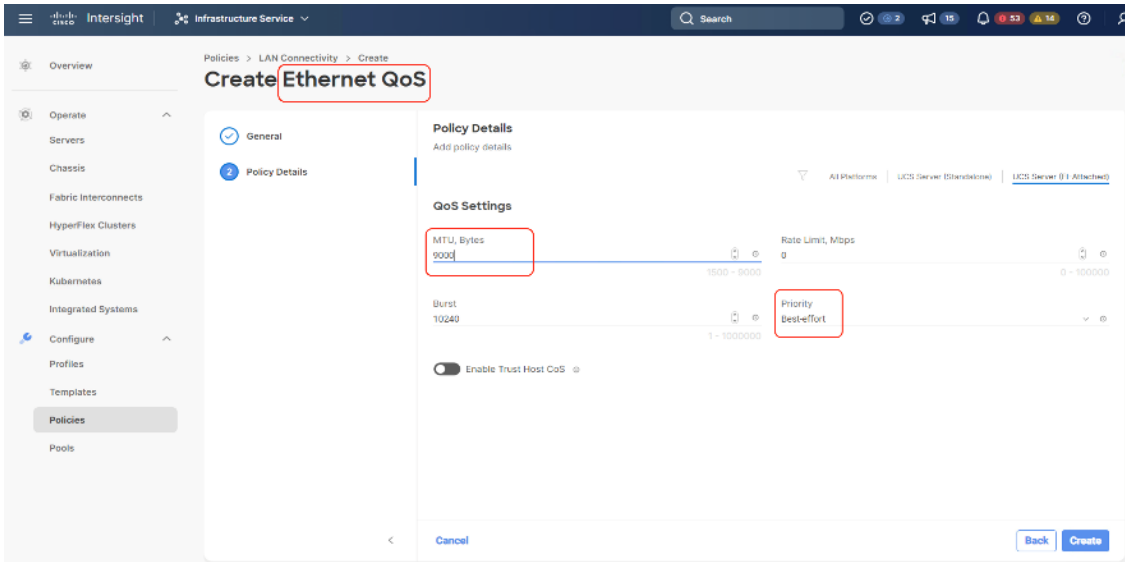 cisco Intersight Infrastructure Service Search 2 15 53 14
Overview
Operate
Servers
Chassis
Fabric Interconnects
HyperFlex Clusters
Virtualization
Kubernetes
Integrated Systems
Configure
Profiles
Templates
Policies
Pools
Policies > LAN Connectivity > Create
Create Ethernet QoS
General
2 Policy Details
Policy Details
Add policy details
All Platforms UCS Server (Standalone) UCS Server (FI-Attached)
QoS Settings
MTU, Bytes
9000
1500 - 9000
Rate Limit, Mbps
0
0 - 100000
Burst
10240
1 - 1000000
Priority
Best-effort
Enable Trust Host CoS
Cancel Back Create